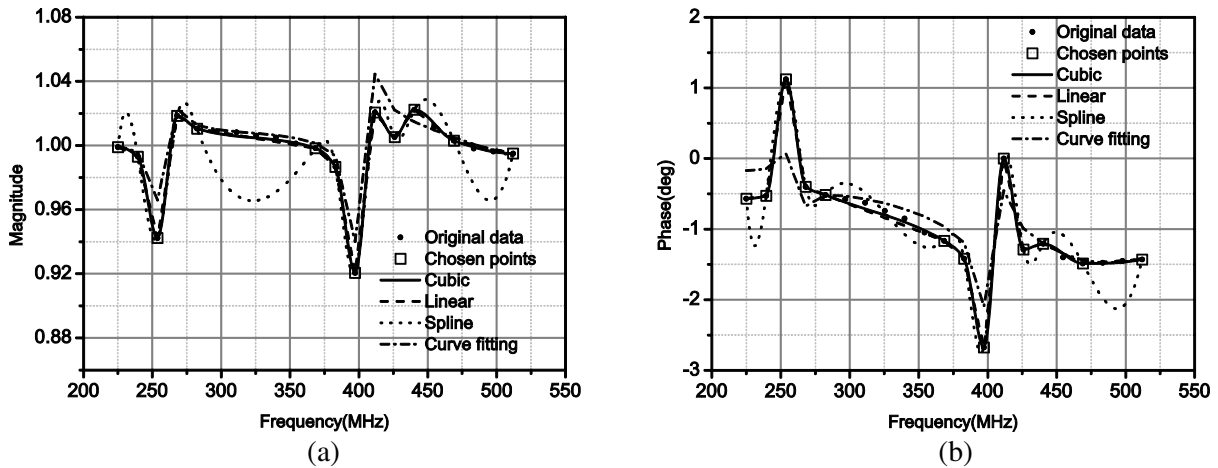 1.08
1.04
1.00
0.96
0.92
0.88
Magnitude
Original data
Chosen points
Cubic
Linear
Spline
Curve fitting
200 250 300 350 400 450 500 550
Frequency(MHz)
(a)
2
1
0
-1
-2
-3
Phase(deg)
Original data
Chosen points
Cubic
Linear
Spline
Curve fitting
200 250 300 350 400 450 500 550
Frequency(MHz)
(b)